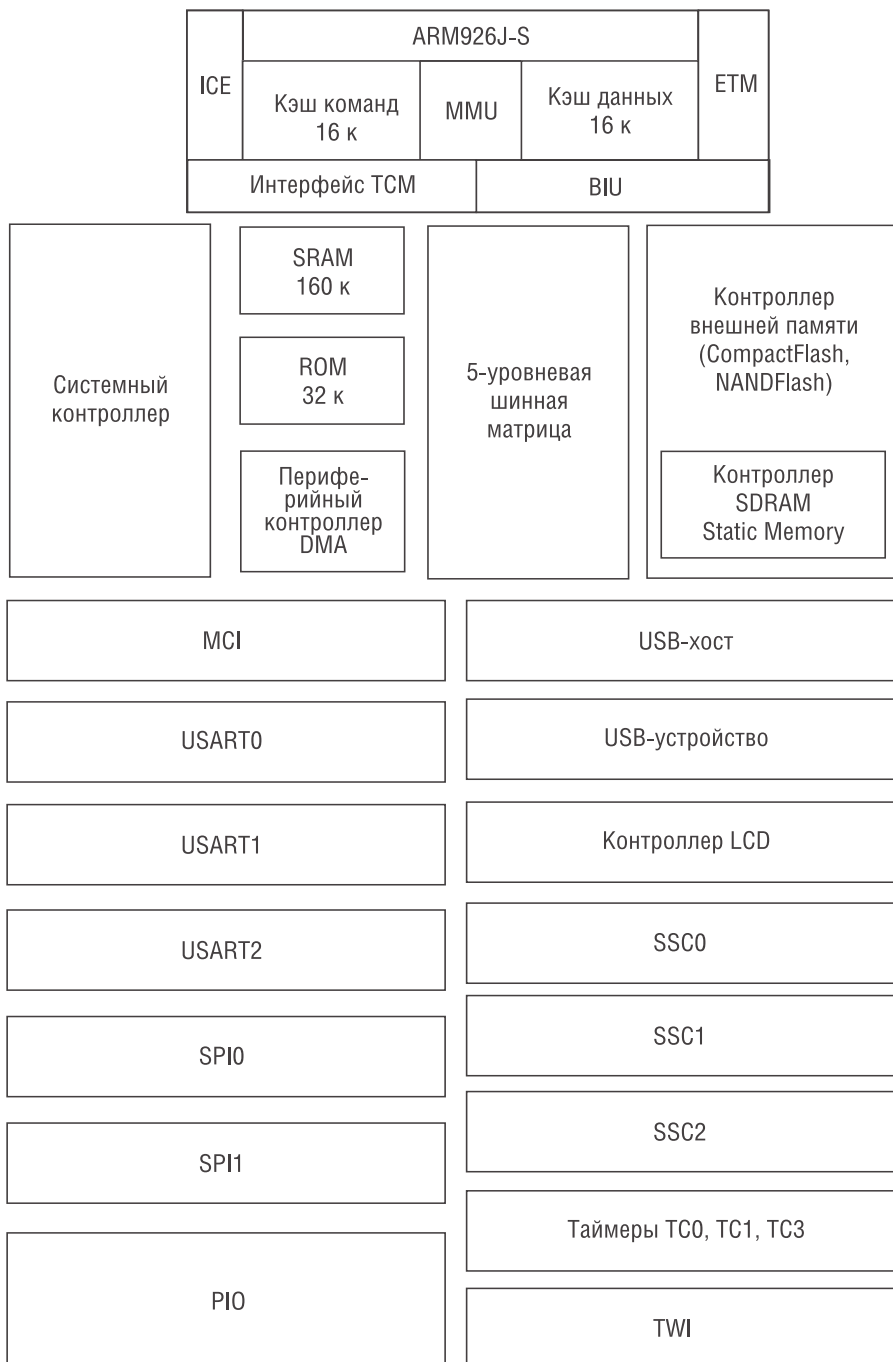 ARM926J-S
ICE
ETM
Кэш команд
16 к
MMU
Кэш данных
16 к
Интерфейс TCM
BIU
Системный
контроллер
SRAM
160 к
ROM
32 к
Перифе-
рийный
контроллер
DMA
5-уровневая
шинная
матрица
Контроллер
внешней памяти
(CompactFlash,
NANDFlash)
Контроллер
SDRAM
Static Memory
MCI
USB-хост
USART0
USB-устройство
USART1
Контроллер LCD
USART2
SSC0
SPI0
SSC1
SPI1
SSC2
PIO
Таймеры TC0, TC1, TC3
TWI